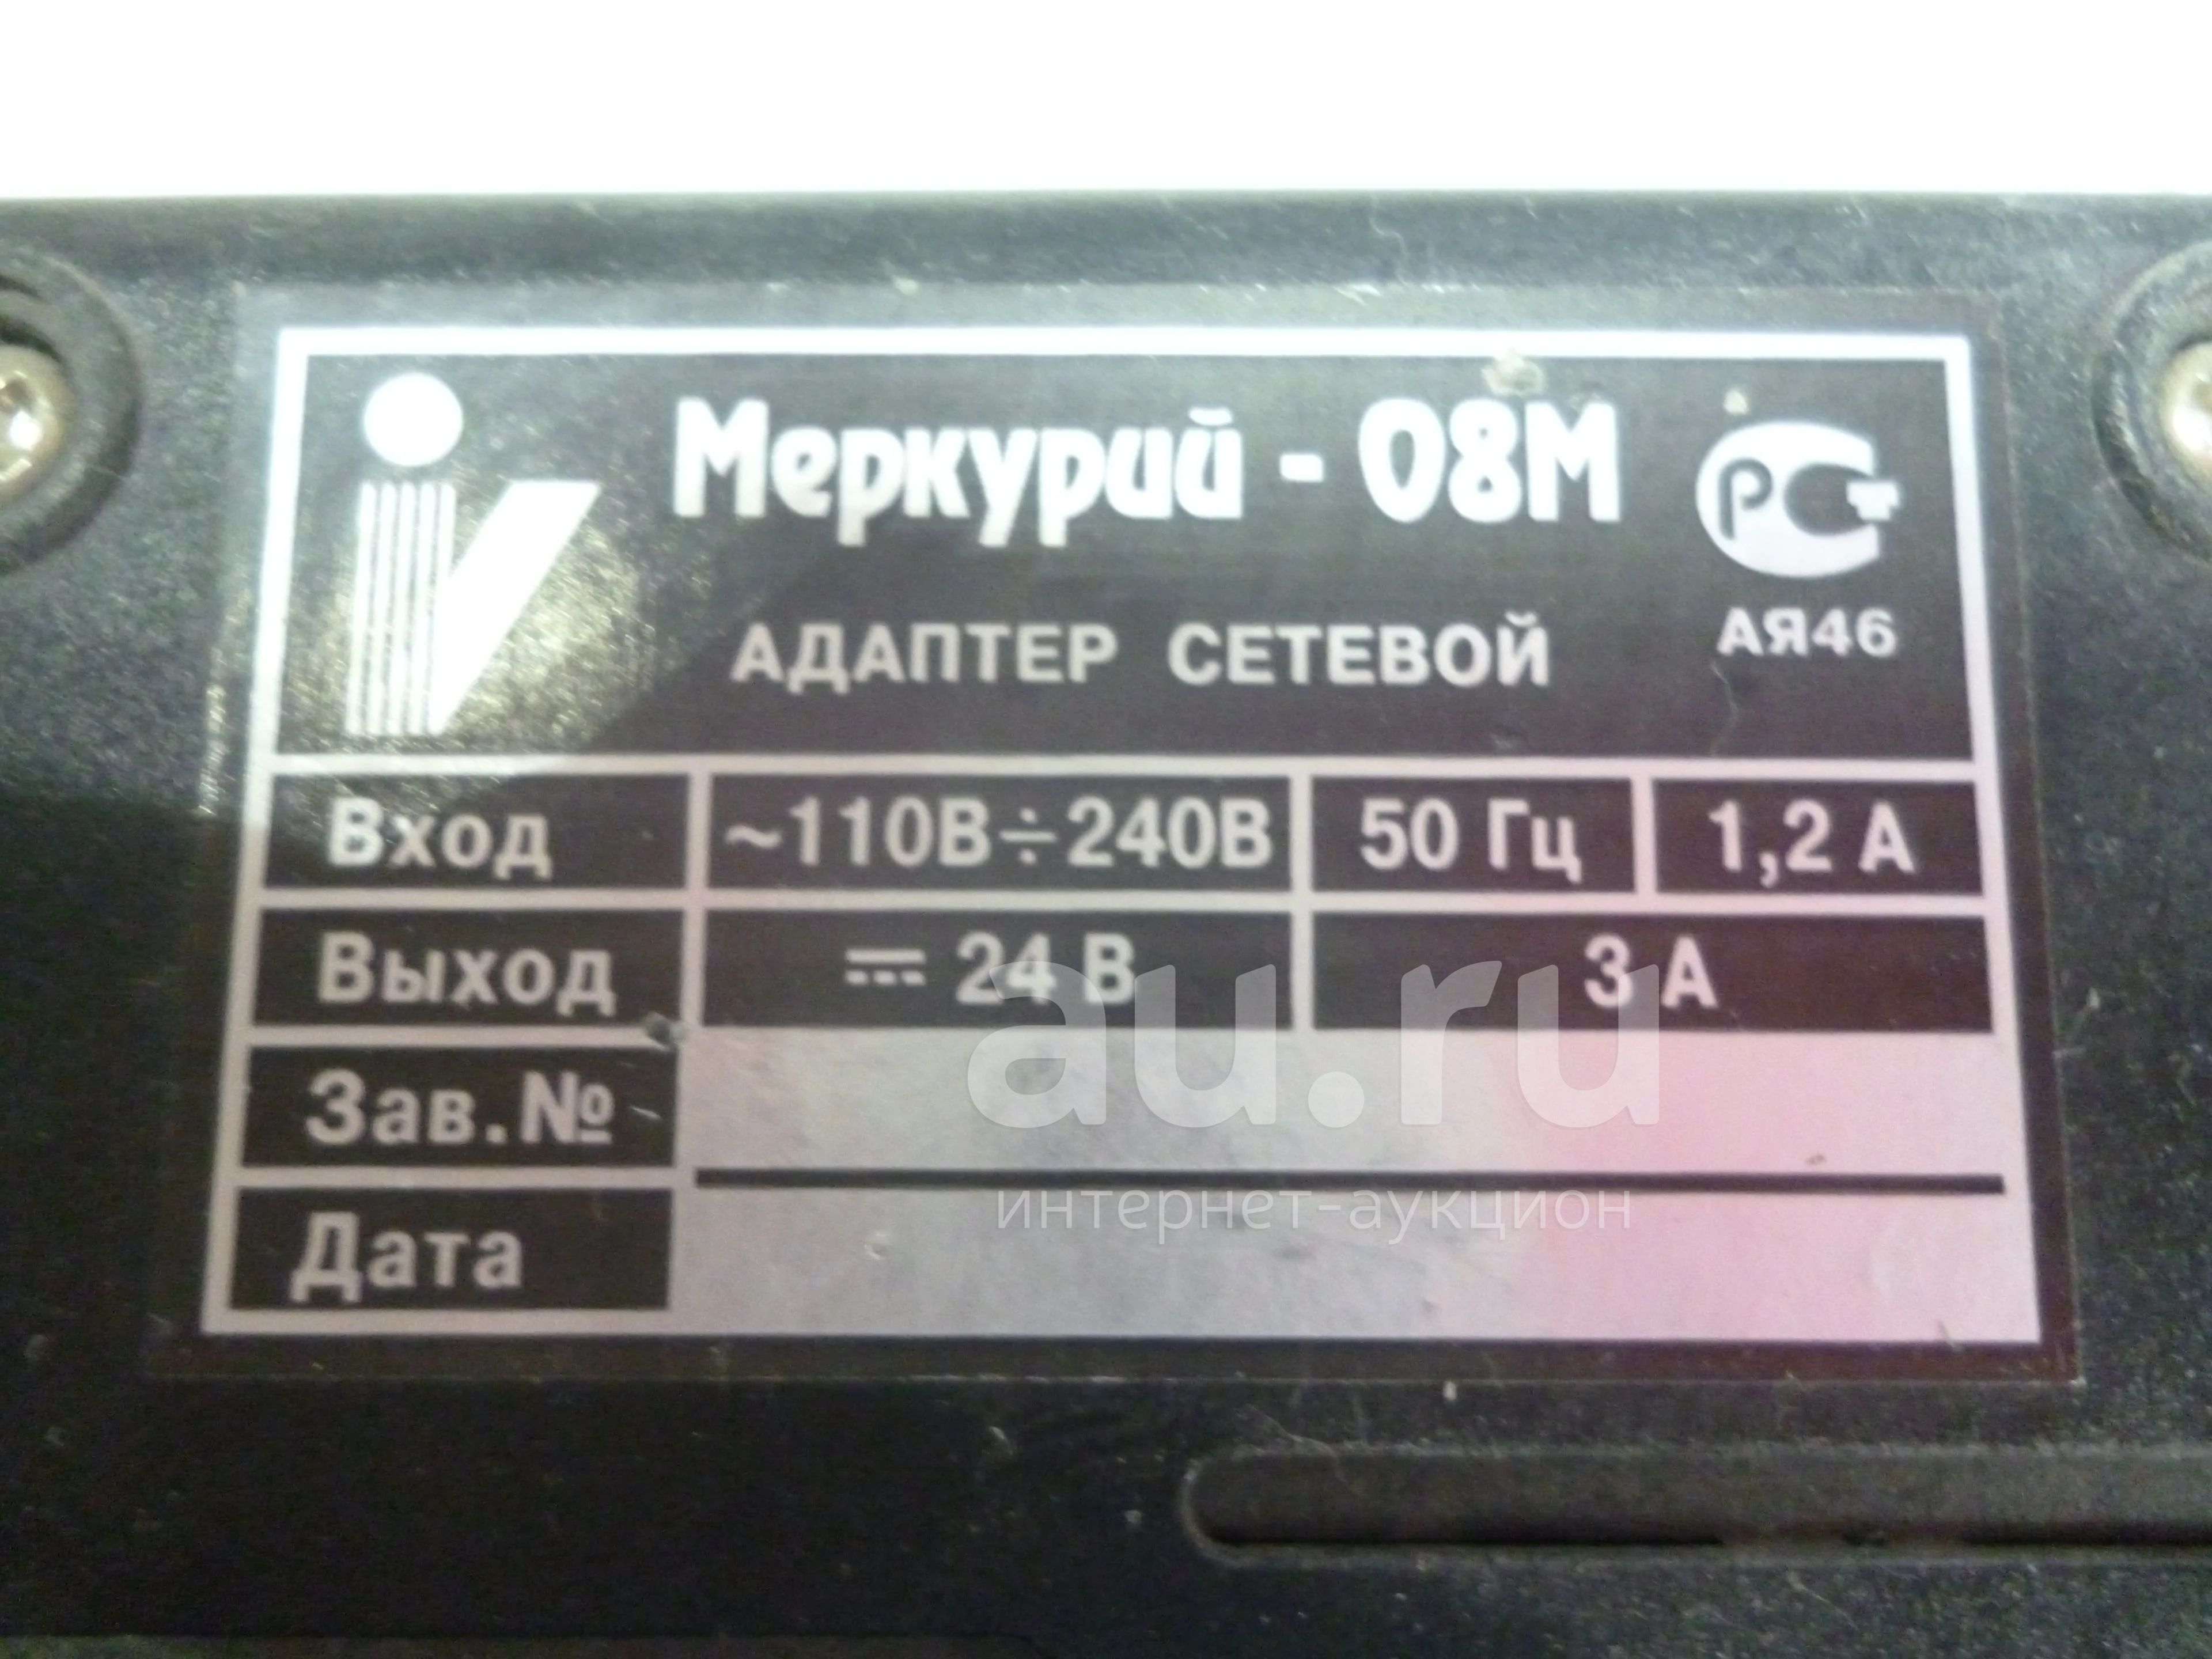 Меркурий - 08М
АДАПТЕР СЕТЕВОЙ
АЯ46
Вход ~110В÷240В 50 Гц 1,2 А
Выход ⎓ 24 В 3 А
Зав.№
Дата
au.ru
интернет-аукцион